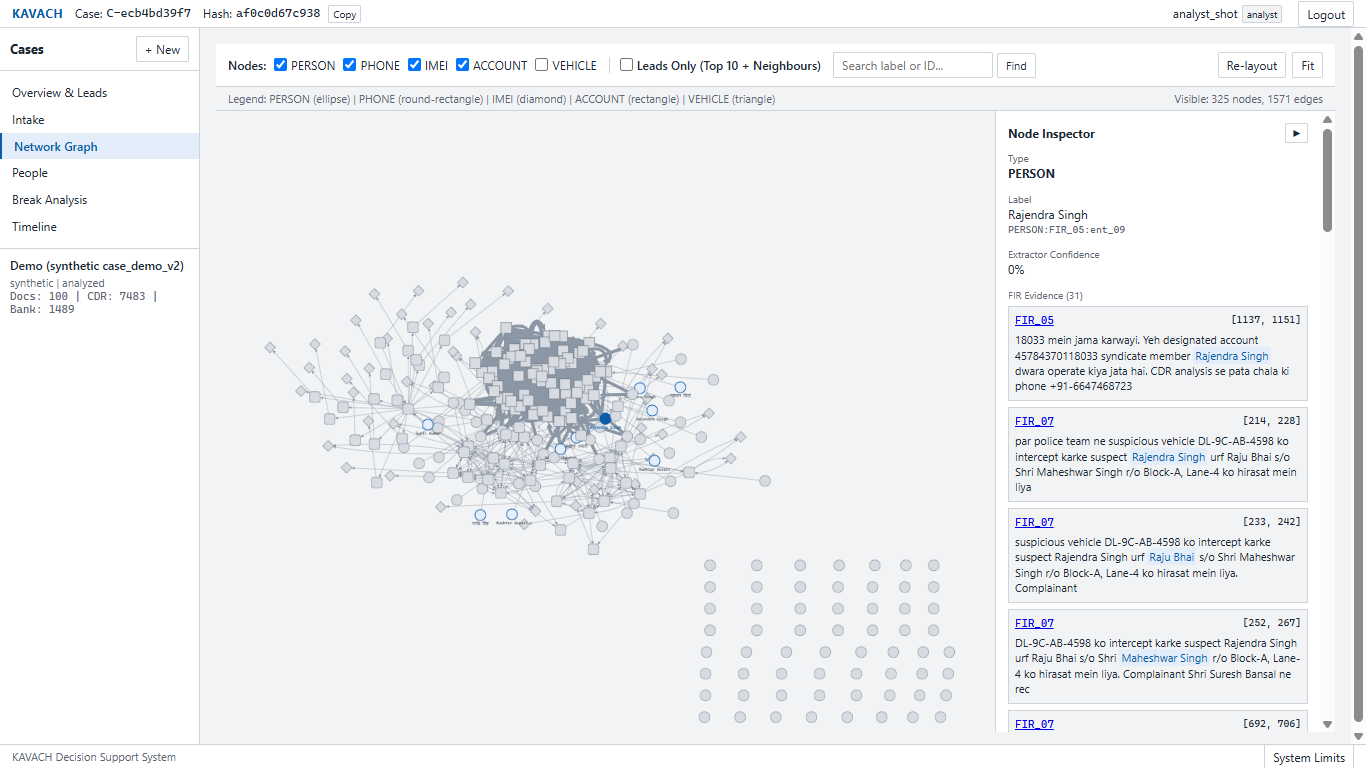 KAVACH Case: C-ecb4bd39f7 Hash: af0c0d67c938 Copy
analyst_shot analyst Logout
Cases
+ New
Overview & Leads
Intake
Network Graph
People
Break Analysis
Timeline
Demo (synthetic case_demo_v2)
synthetic | analyzed
Docs: 100 | CDR: 7483 |
Bank: 1489
Nodes: PERSON PHONE IMEI ACCOUNT VEHICLE Leads Only (Top 10 + Neighbours) Search label or ID... Find Re-layout Fit
Legend: PERSON (ellipse) | PHONE (round-rectangle) | IMEI (diamond) | ACCOUNT (rectangle) | VEHICLE (triangle)
Visible: 325 nodes, 1571 edges
Node Inspector
Type
PERSON
Label
Rajendra Singh
PERSON:FIR_05:ent_09
Extractor Confidence
0%
FIR Evidence (31)
FIR_05 [1137, 1151]
18033 mein jama karwayi. Yeh designated account
45784370118033 syndicate member Rajendra Singh
dwara operate kiya jata hai. CDR analysis se pata chala ki
phone +91-6647468723
FIR_07 [214, 228]
par police team ne suspicious vehicle DL-9C-AB-4598 ko
intercept karke suspect Rajendra Singh urf Raju Bhai s/o
Shri Maheshwar Singh r/o Block-A, Lane-4 ko hirasat mein
liya
FIR_07 [233, 242]
suspicious vehicle DL-9C-AB-4598 ko intercept karke
suspect Rajendra Singh urf Raju Bhai s/o Shri Maheshwar
Singh r/o Block-A, Lane-4 ko hirasat mein liya.
Complainant
FIR_07 [252, 267]
DL-9C-AB-4598 ko intercept karke suspect Rajendra Singh
urf Raju Bhai s/o Shri Maheshwar Singh r/o Block-A, Lane-
4 ko hirasat mein liya. Complainant Shri Suresh Bansal ne
rec
FIR_07 [692, 706]
KAVACH Decision Support System
System Limits